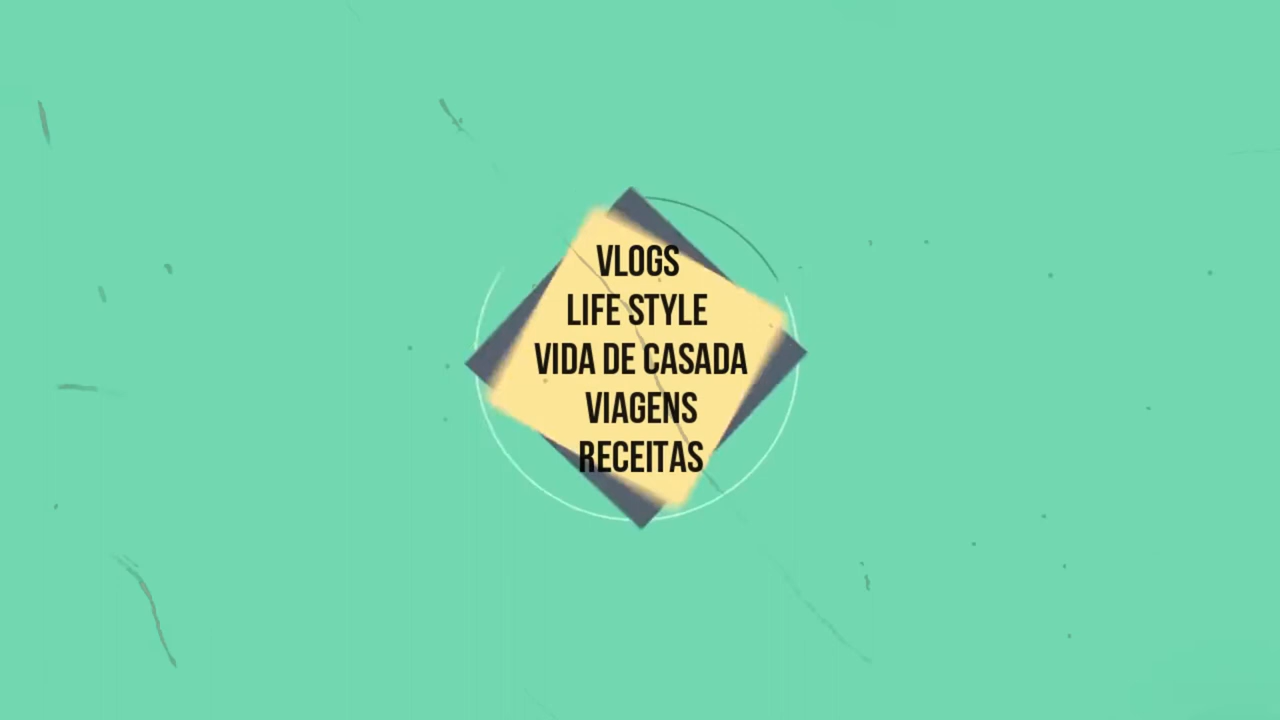 VLOGS
LIFE STYLE
VIDA DE CASADA
VIAGENS
RECEITAS